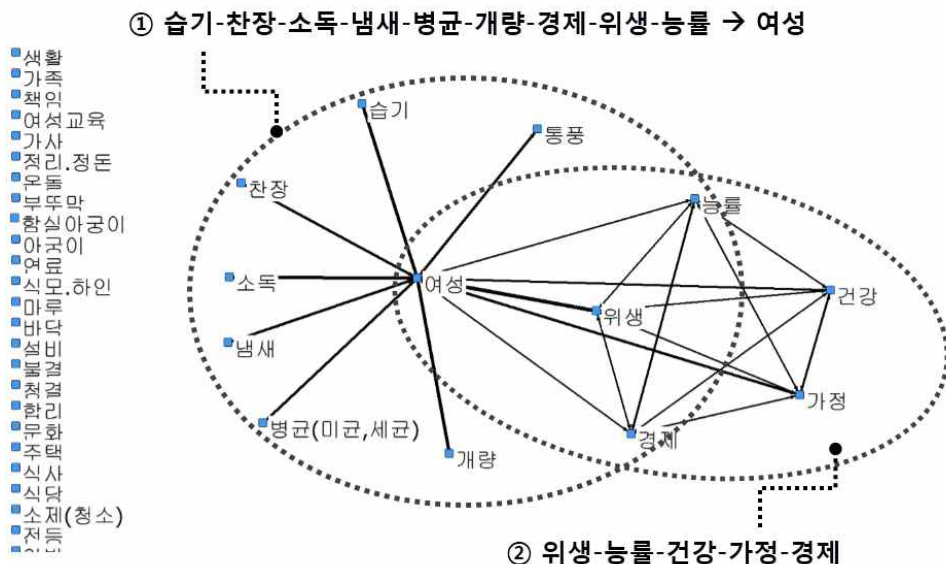 ① 습기-찬장-소독-냄새-병균-개량-경제-위생-능률 → 여성
생활
가족
책임
여성교육
가사
정리.정돈
온돌
부뚜막
함실아궁이
아궁이
연료
식모.하인
마루
바닥
설비
불결
청결
합리
문화
주택
식사
식당
소제(청소)
전등
습기
통풍
찬장
능률
소독
여성
건강
위생
냄새
가정
병균(미균,세균)
경제
개량
② 위생-능률-건강-가정-경제